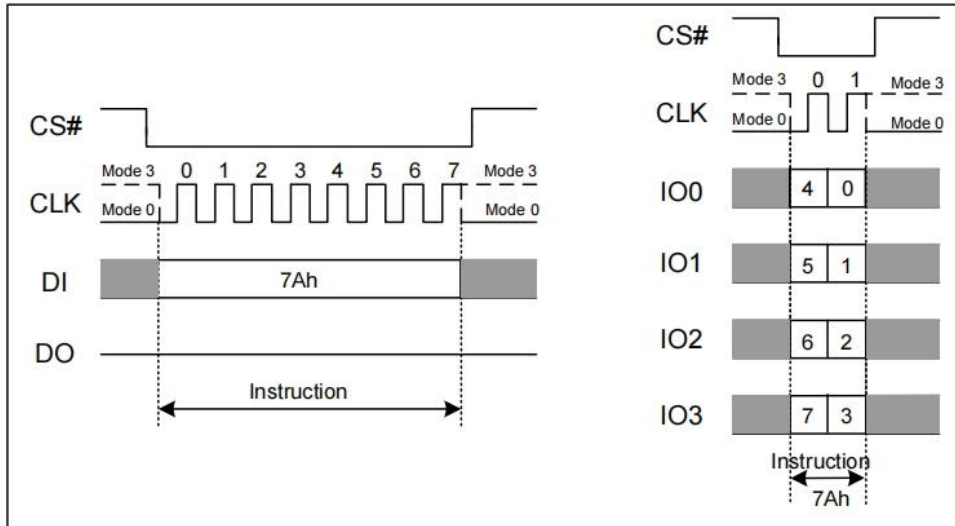 CS#
Mode 3 0 1 2 3 4 5 6 7 Mode 3
CLK
Mode 0 Mode 0
DI 7Ah
DO
Instruction
CS#
Mode 3 0 1 Mode 3
CLK
Mode 0 Mode 0
IO0 4 0
IO1 5 1
IO2 6 2
IO3 7 3
Instruction
7Ah